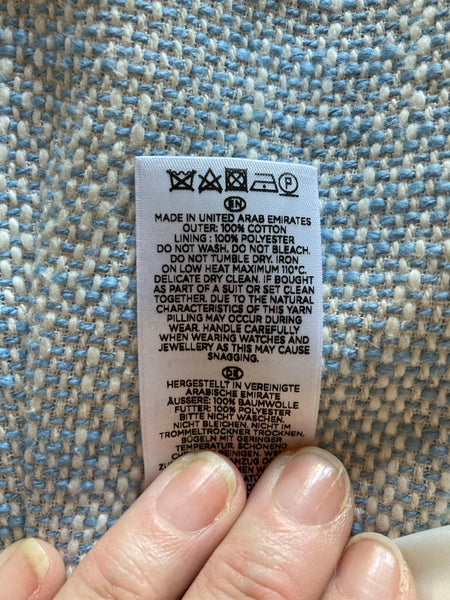 P
EN
MADE IN UNITED ARAB EMIRATES
OUTER: 100% COTTON
LINING : 100% POLYESTER
DO NOT WASH. DO NOT BLEACH.
DO NOT TUMBLE DRY. IRON
ON LOW HEAT MAXIMUM 110°C.
DELICATE DRY CLEAN. IF BOUGHT
AS PART OF A SUIT OR SET CLEAN
TOGETHER. DUE TO THE NATURAL
CHARACTERISTICS OF THIS YARN
PILLING MAY OCCUR DURING
WEAR. HANDLE CAREFULLY
WHEN WEARING WATCHES AND
JEWELLERY AS THIS MAY CAUSE
SNAGGING.
DE
HERGESTELLT IN VEREINIGTE
ARABISCHE EMIRATE
ÄUSSERE: 100% BAUMWOLLE
FUTTER: 100% POLYESTER
BITTE NICHT WASCHEN.
NICHT BLEICHEN. NICHT IM
TROMMELTROCKNER TROCKNEN.
BÜGELN MIT GERINGER
TEMPERATUR. SCHONEND
REINIGEN. WENN